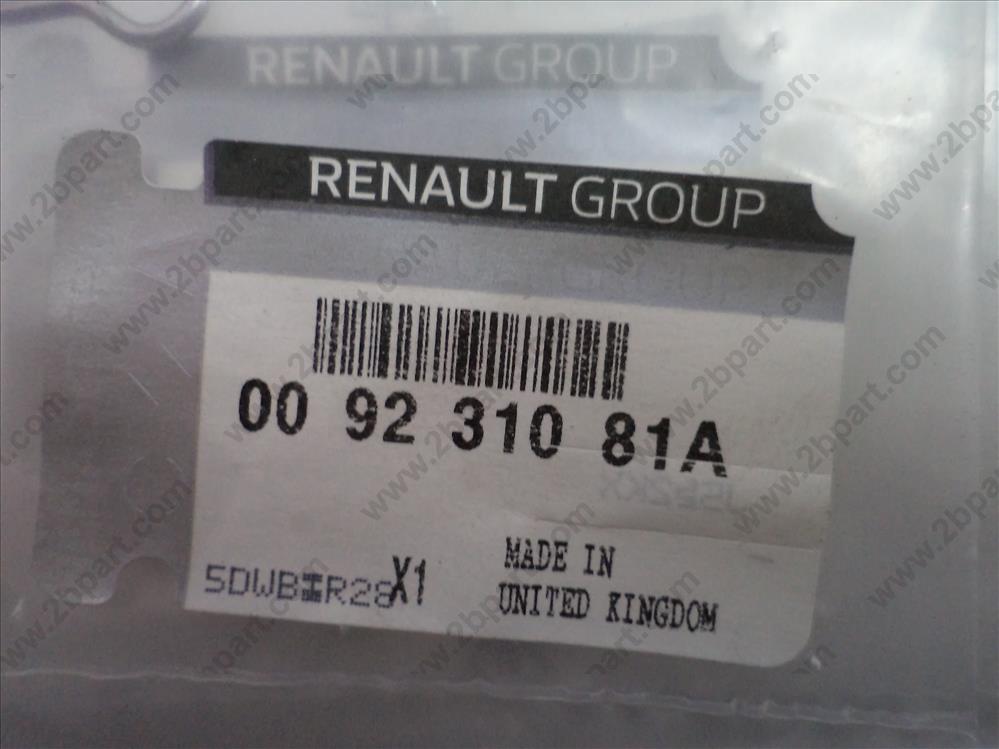 RENAULT GROUP
RENAULT GROUP
00 92 310 81A
X1
MADE IN
UNITED KINGDOM
www.2bpart.com